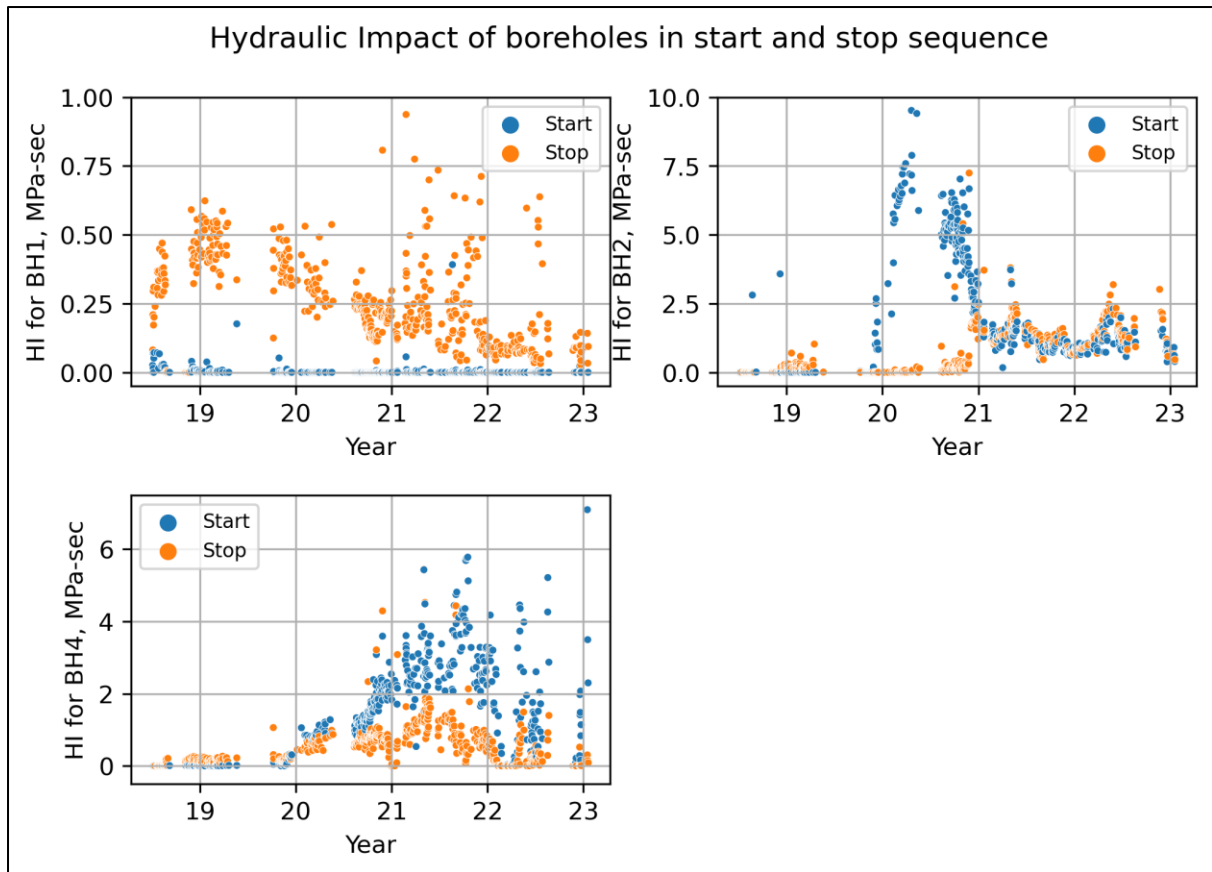 Hydraulic Impact of boreholes in start and stop sequence
HI for BH1, MPa-sec
1.00
0.75
0.50
0.25
0.00
Start
Stop
19 20 21 22 23
Year
HI for BH2, MPa-sec
10.0
7.5
5.0
2.5
0.0
Start
Stop
19 20 21 22 23
Year
HI for BH4, MPa-sec
6
4
2
0
Start
Stop
19 20 21 22 23
Year